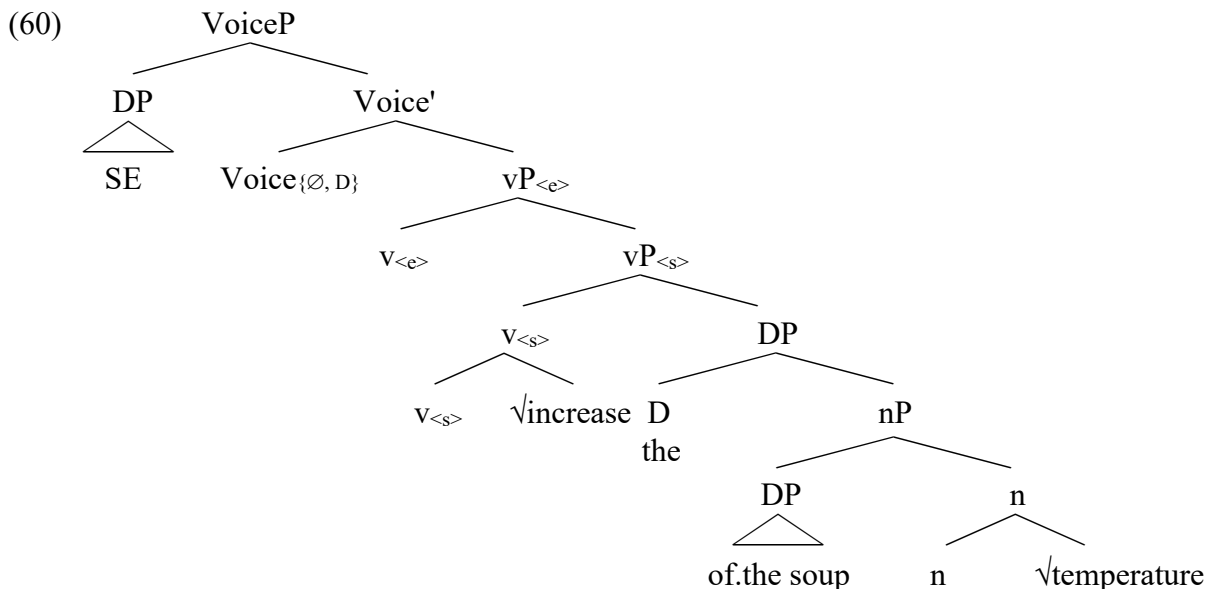 (60) VoiceP
DP Voice'
SE Voice{∅, D} vP<e>
v<e> vP<s>
v<s> DP
v<s> √increase D nP
the
DP n
of.the soup n √temperature